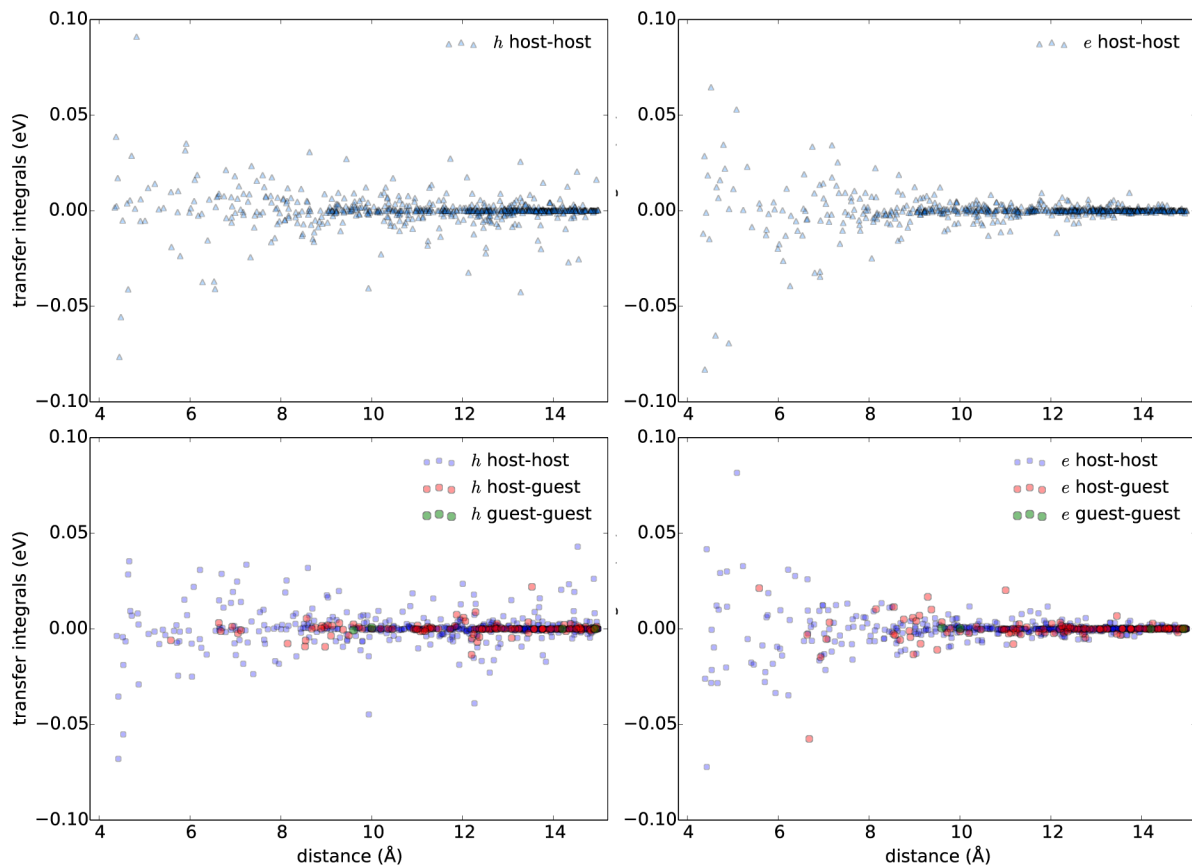 0.10
0.05
0.00
−0.05
−0.10
transfer integrals (eV)
h host-host
4 6 8 10 12 14
e host-host
0.10
0.05
0.00
−0.05
−0.10
4 6 8 10 12 14
0.10
0.05
0.00
−0.05
−0.10
transfer integrals (eV)
h host-host
h host-guest
h guest-guest
4 6 8 10 12 14
distance (Å)
0.10
0.05
0.00
−0.05
−0.10
e host-host
e host-guest
e guest-guest
4 6 8 10 12 14
distance (Å)